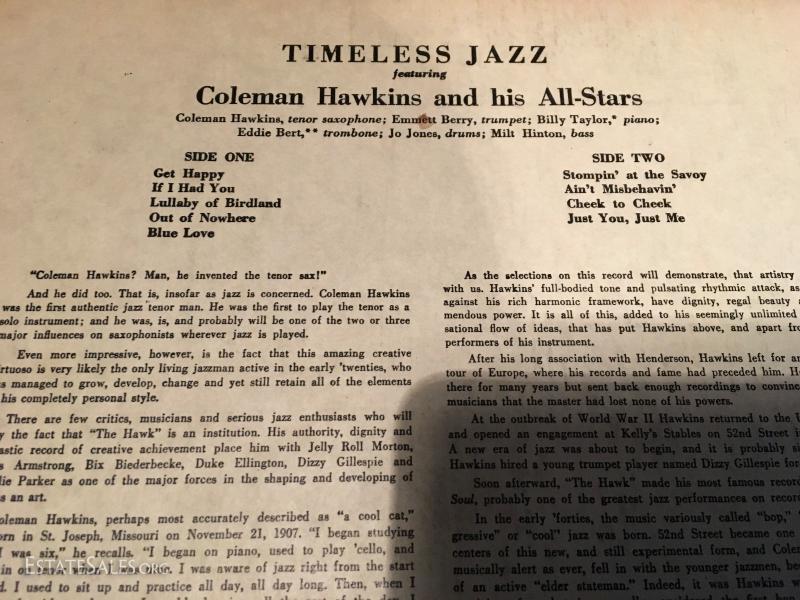 TIMELESS JAZZ
featuring
Coleman Hawkins and his All-Stars
Coleman Hawkins, tenor saxophone; Emmett Berry, trumpet; Billy Taylor,* piano;
Eddie Bert,** trombone; Jo Jones, drums; Milt Hinton, bass
SIDE ONE
Get Happy
If I Had You
Lullaby of Birdland
Out of Nowhere
Blue Love
SIDE TWO
Stompin' at the Savoy
Ain't Misbehavin'
Cheek to Cheek
Just You, Just Me
"Coleman Hawkins? Man, he invented the tenor sax!"
And he did too. That is, insofar as jazz is concerned. Coleman Hawkins
was the first authentic jazz tenor man. He was the first to play the tenor as a
solo instrument; and he was, is, and probably will be one of the two or three
major influences on saxophonists wherever jazz is played.
Even more impressive, however, is the fact that this amazing creative
irtuoso is very likely the only living jazzman active in the early 'twenties, who
s managed to grow, develop, change and yet still retain all of the elements
his completely personal style.
There are few critics, musicians and serious jazz enthusiasts who will
y the fact that "The Hawk" is an institution. His authority, dignity and
astic record of creative achievement place him with Jelly Roll Morton,
s Armstrong, Bix Biederbecke, Duke Ellington, Dizzy Gillespie and
lie Parker as one of the major forces in the shaping and developing of
s an art.
oleman Hawkins, perhaps most accurately described as "a cool cat,"
orn in St. Joseph, Missouri on November 21, 1907. "I began studying
I was six," he recalls. "I began on piano, used to play 'cello, and
in on when I was I was aware of jazz right from the start
d. I used to sit up and practice all day, all day long. Then, when I
As the selections on this record will demonstrate, that artistry
with us. Hawkins' full-bodied tone and pulsating rhythmic attack, as
against his rich harmonic framework, have dignity, regal beauty
mendous power. It is all of this, added to his seemingly unlimited
sational flow of ideas, that has put Hawkins above, and apart fro
performers of his instrument.
After his long association with Henderson, Hawkins left for an
tour of Europe, where his records and fame had preceded him. H
there for many years but sent back enough recordings to convinc
musicians that the master had lost none of his powers.
At the outbreak of World War II Hawkins returned to the U
and opened an engagement at Kelly's Stables on 52nd Street i
A new era of jazz was about to begin, and it is probably si
Hawkins hired a young trumpet player named Dizzy Gillespie for
Soon afterward, "The Hawk" made his most famous record
Soul, probably one of the greatest jazz performances on recor
In the early 'forties, the music variously called "bop,"
gressive" or "cool" jazz was born. 52nd Street became one
centers of this new, and still experimental form, and Colem
musically alert as ever, fell in with the younger jazzmen, bec
of an active "elder statesman." Indeed, it was Hawkins w
ESTATESALES.ORG